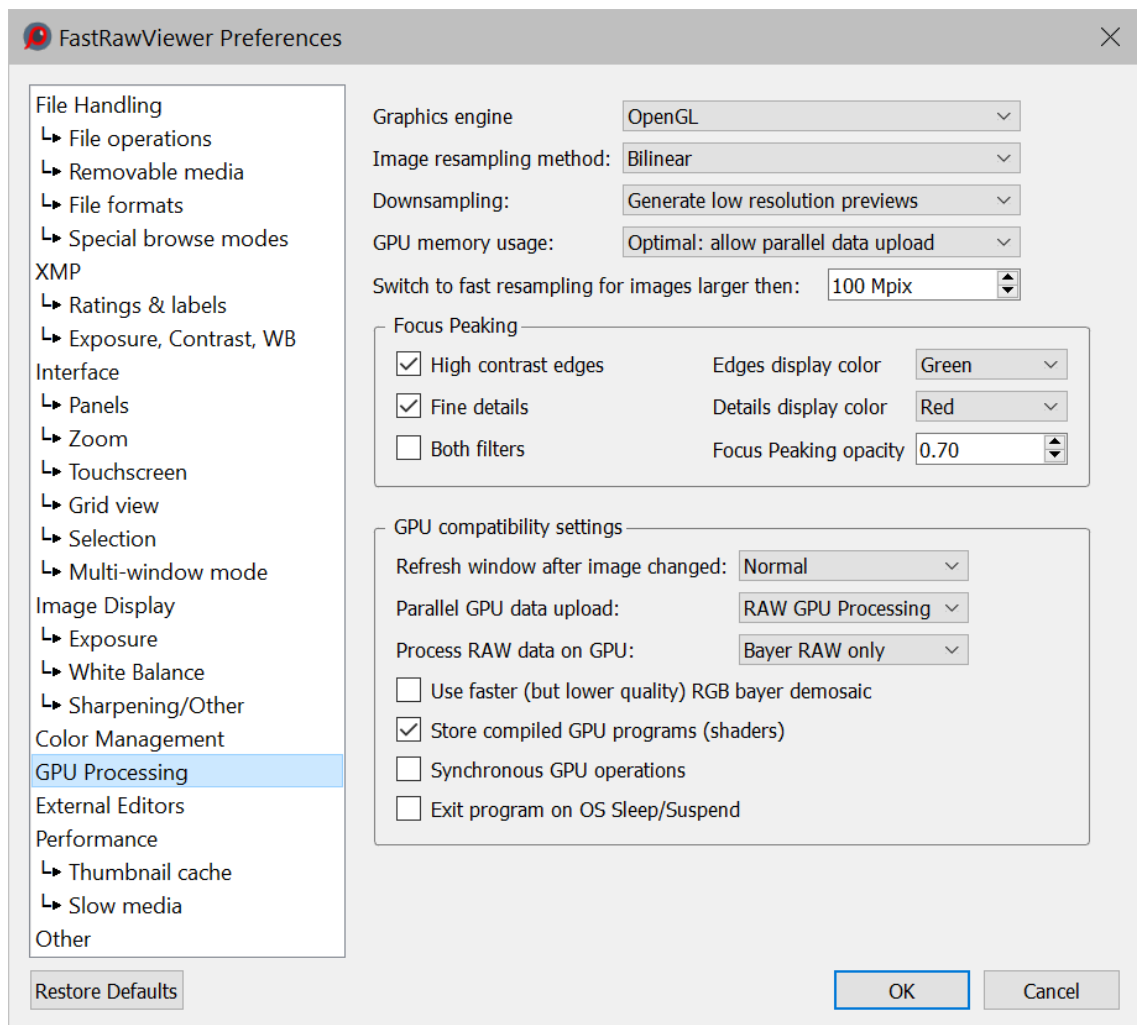 FastRawViewer Preferences
File Handling
File operations
Removable media
File formats
Special browse modes
XMP
Ratings & labels
Exposure, Contrast, WB
Interface
Panels
Zoom
Touchscreen
Grid view
Selection
Multi-window mode
Image Display
Exposure
White Balance
Sharpening/Other
Color Management
GPU Processing
External Editors
Performance
Thumbnail cache
Slow media
Other
Graphics engine OpenGL
Image resampling method: Bilinear
Downsampling: Generate low resolution previews
GPU memory usage: Optimal: allow parallel data upload
Switch to fast resampling for images larger then: 100 Mpix
Focus Peaking
High contrast edges Edges display color Green
Fine details Details display color Red
Both filters Focus Peaking opacity 0.70
GPU compatibility settings
Refresh window after image changed: Normal
Parallel GPU data upload: RAW GPU Processing
Process RAW data on GPU: Bayer RAW only
Use faster (but lower quality) RGB bayer demosaic
Store compiled GPU programs (shaders)
Synchronous GPU operations
Exit program on OS Sleep/Suspend
Restore Defaults OK Cancel